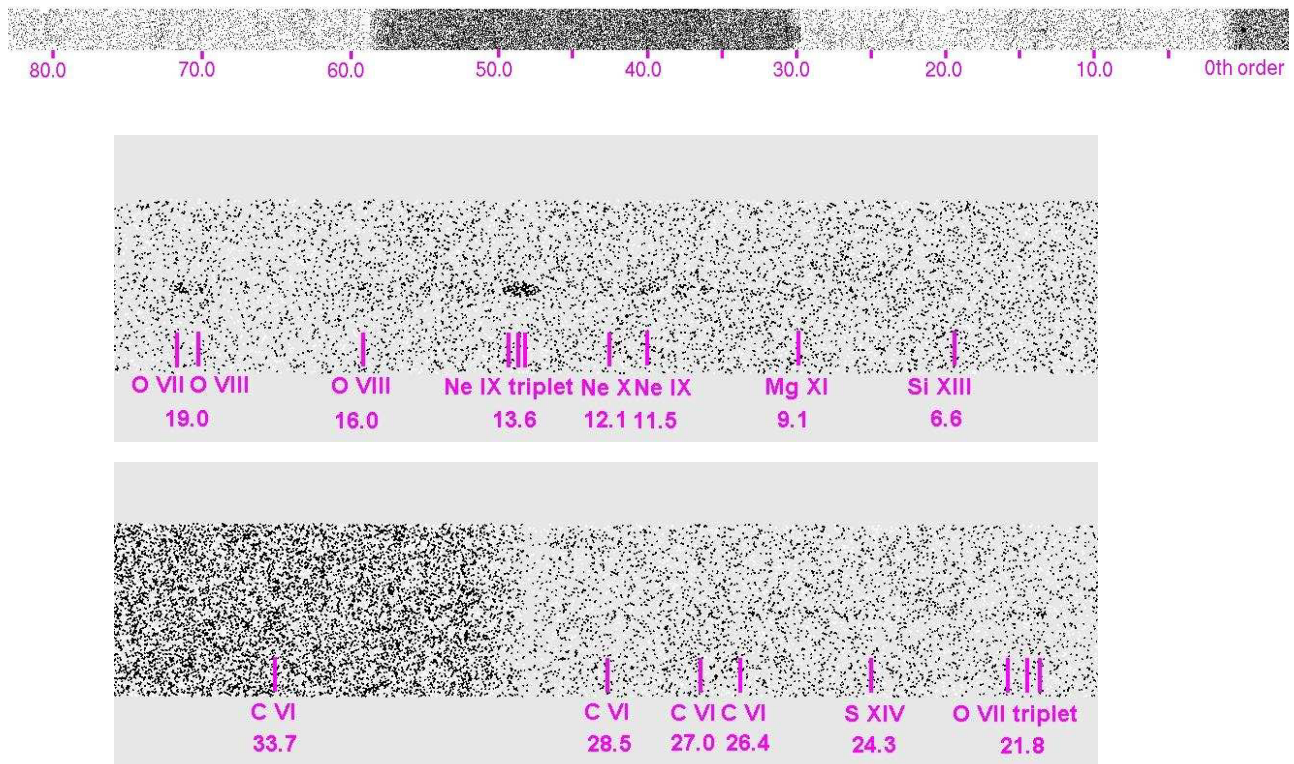 80.0 70.0 60.0 50.0 40.0 30.0 20.0 10.0 0th order
O VII O VIII O VIII Ne IX triplet Ne X Ne IX Mg XI Si XIII
19.0 16.0 13.6 12.1 11.5 9.1 6.6
C VI C VI C VI C VI S XIV O VII triplet
33.7 28.5 27.0 26.4 24.3 21.8